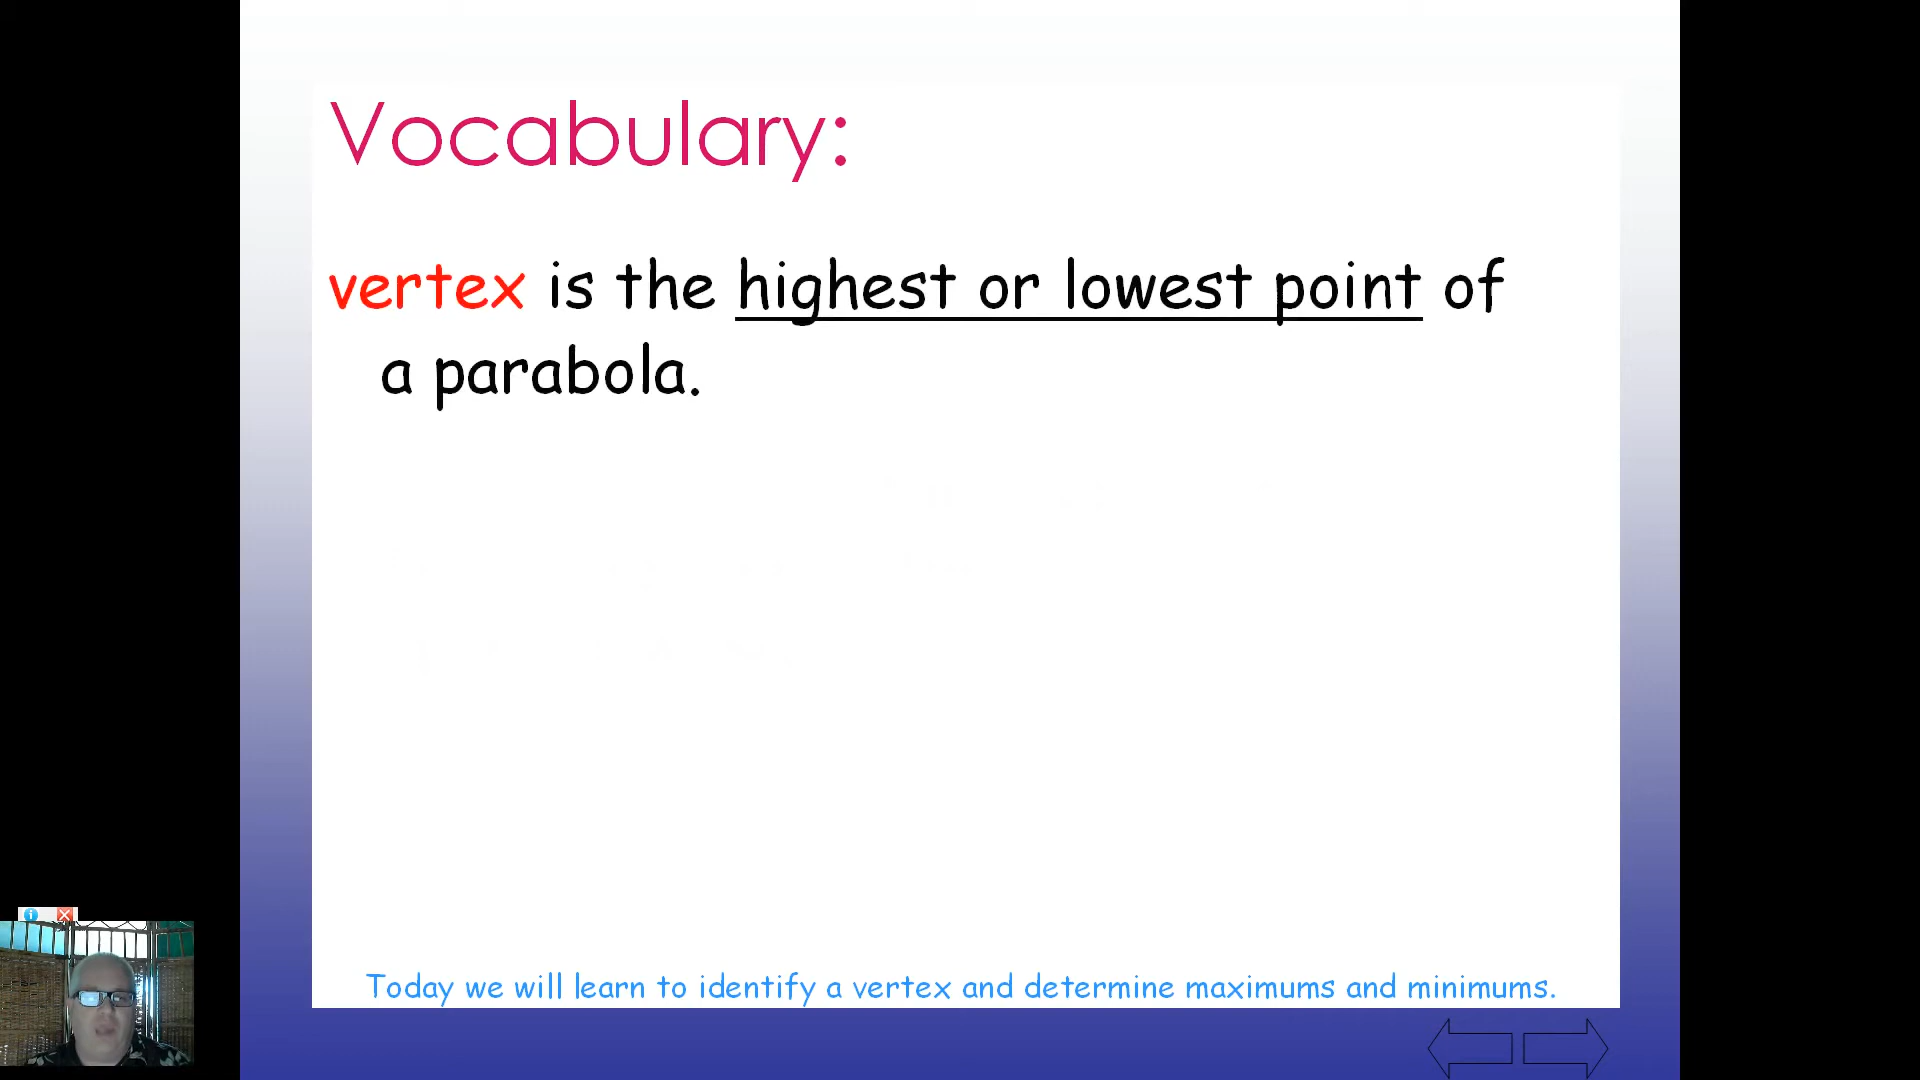 Vocabulary:
vertex is the highest or lowest point of
a parabola.
Today we will learn to identify a vertex and determine maximums and minimums.